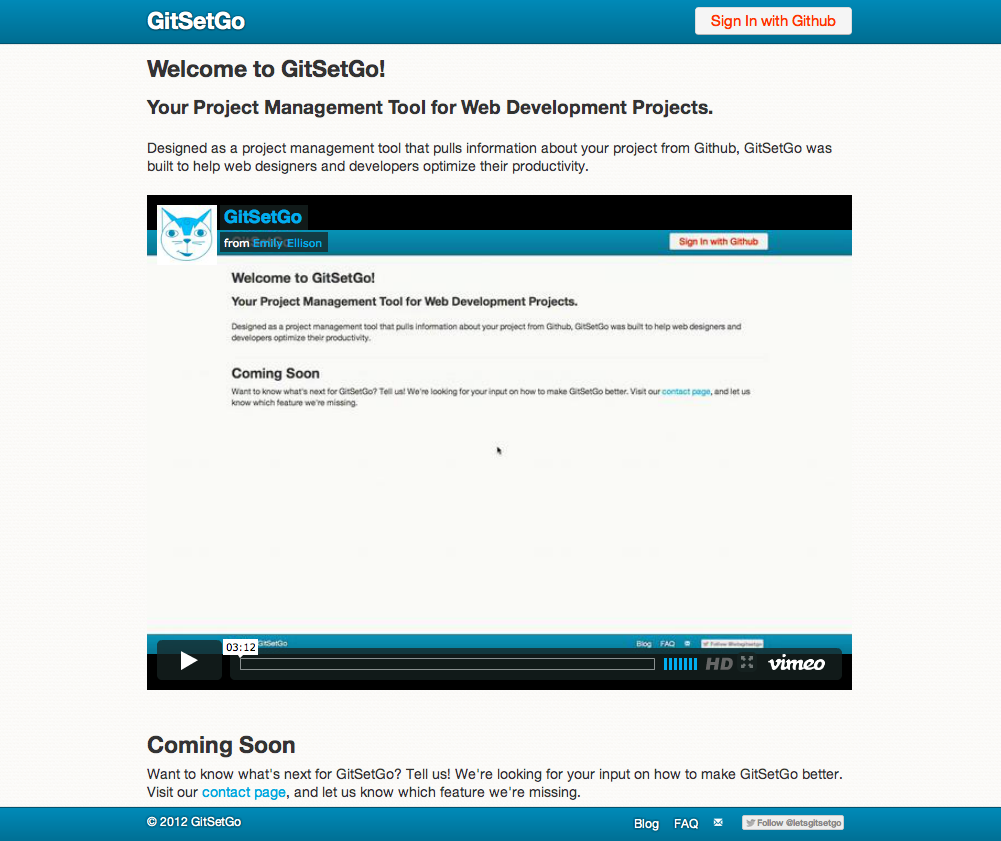 GitSetGo
Sign In with Github
Welcome to GitSetGo!
Your Project Management Tool for Web Development Projects.
Designed as a project management tool that pulls information about your project from Github, GitSetGo was
built to help web designers and developers optimize their productivity.
GitSetGo
from Emily Ellison
Sign In with Github
Welcome to GitSetGo!
Your Project Management Tool for Web Development Projects.
Designed as a project management tool that pulls information about your project from Github, GitSetGo was built to help web designers and
developers optimize their productivity.
Coming Soon
Want to know what's next for GitSetGo? Tell us! We're looking for your input on how to make GitSetGo better. Visit our contact page, and let us
know which feature we're missing.
GitSetGo
Blog FAQ Follow @letsgitsetgo
03:12
HD vimeo
Coming Soon
Want to know what's next for GitSetGo? Tell us! We're looking for your input on how to make GitSetGo better.
Visit our contact page, and let us know which feature we're missing.
© 2012 GitSetGo
Blog FAQ Follow @letsgitsetgo